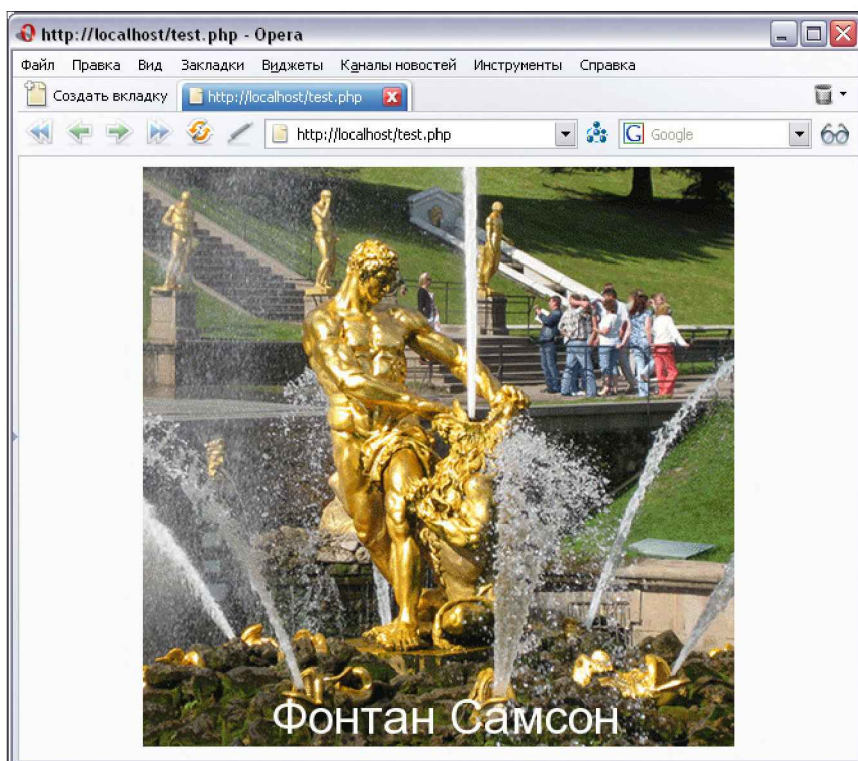 http://localhost/test.php - Opera
Файл Правка Вид Закладки Виджеты Каналы новостей Инструменты Справка
Создать вкладку http://localhost/test.php
http://localhost/test.php G Google
Фонтан Самсон